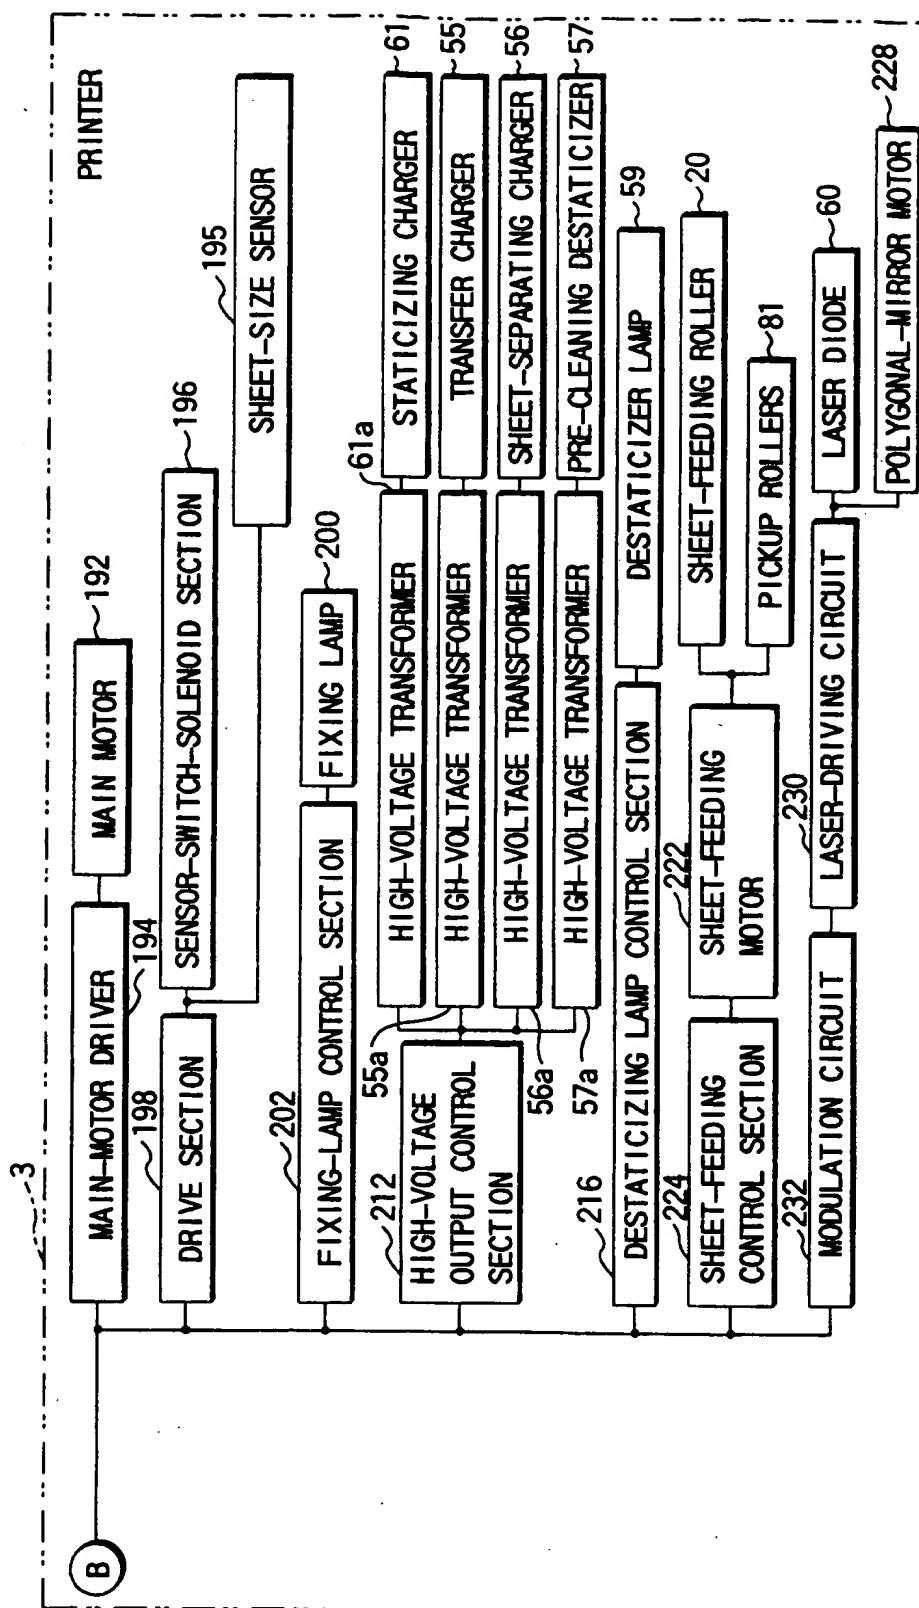 3
PRINTER
B
MAIN-MOTOR DRIVER
194
MAIN MOTOR
192
198
DRIVE SECTION
SENSOR-SWITCH-SOLENOID SECTION
196
195
SHEET-SIZE SENSOR
202
FIXING-LAMP CONTROL SECTION
FIXING LAMP
200
212
HIGH-VOLTAGE
OUTPUT CONTROL
SECTION
61a
HIGH-VOLTAGE TRANSFORMER
STATICIZING CHARGER
61
55a
HIGH-VOLTAGE TRANSFORMER
TRANSFER CHARGER
55
56a
HIGH-VOLTAGE TRANSFORMER
SHEET-SEPARATING CHARGER
56
57a
HIGH-VOLTAGE TRANSFORMER
PRE-CLEANING DESTATICIZER
57
216
DESTATICIZING LAMP CONTROL SECTION
DESTATICIZER LAMP
59
224
SHEET-FEEDING
CONTROL SECTION
222
SHEET-FEEDING
MOTOR
SHEET-FEEDING ROLLER
20
PICKUP ROLLERS
81
232
MODULATION CIRCUIT
230
LASER-DRIVING CIRCUIT
LASER DIODE
60
POLYGONAL-MIRROR MOTOR
228